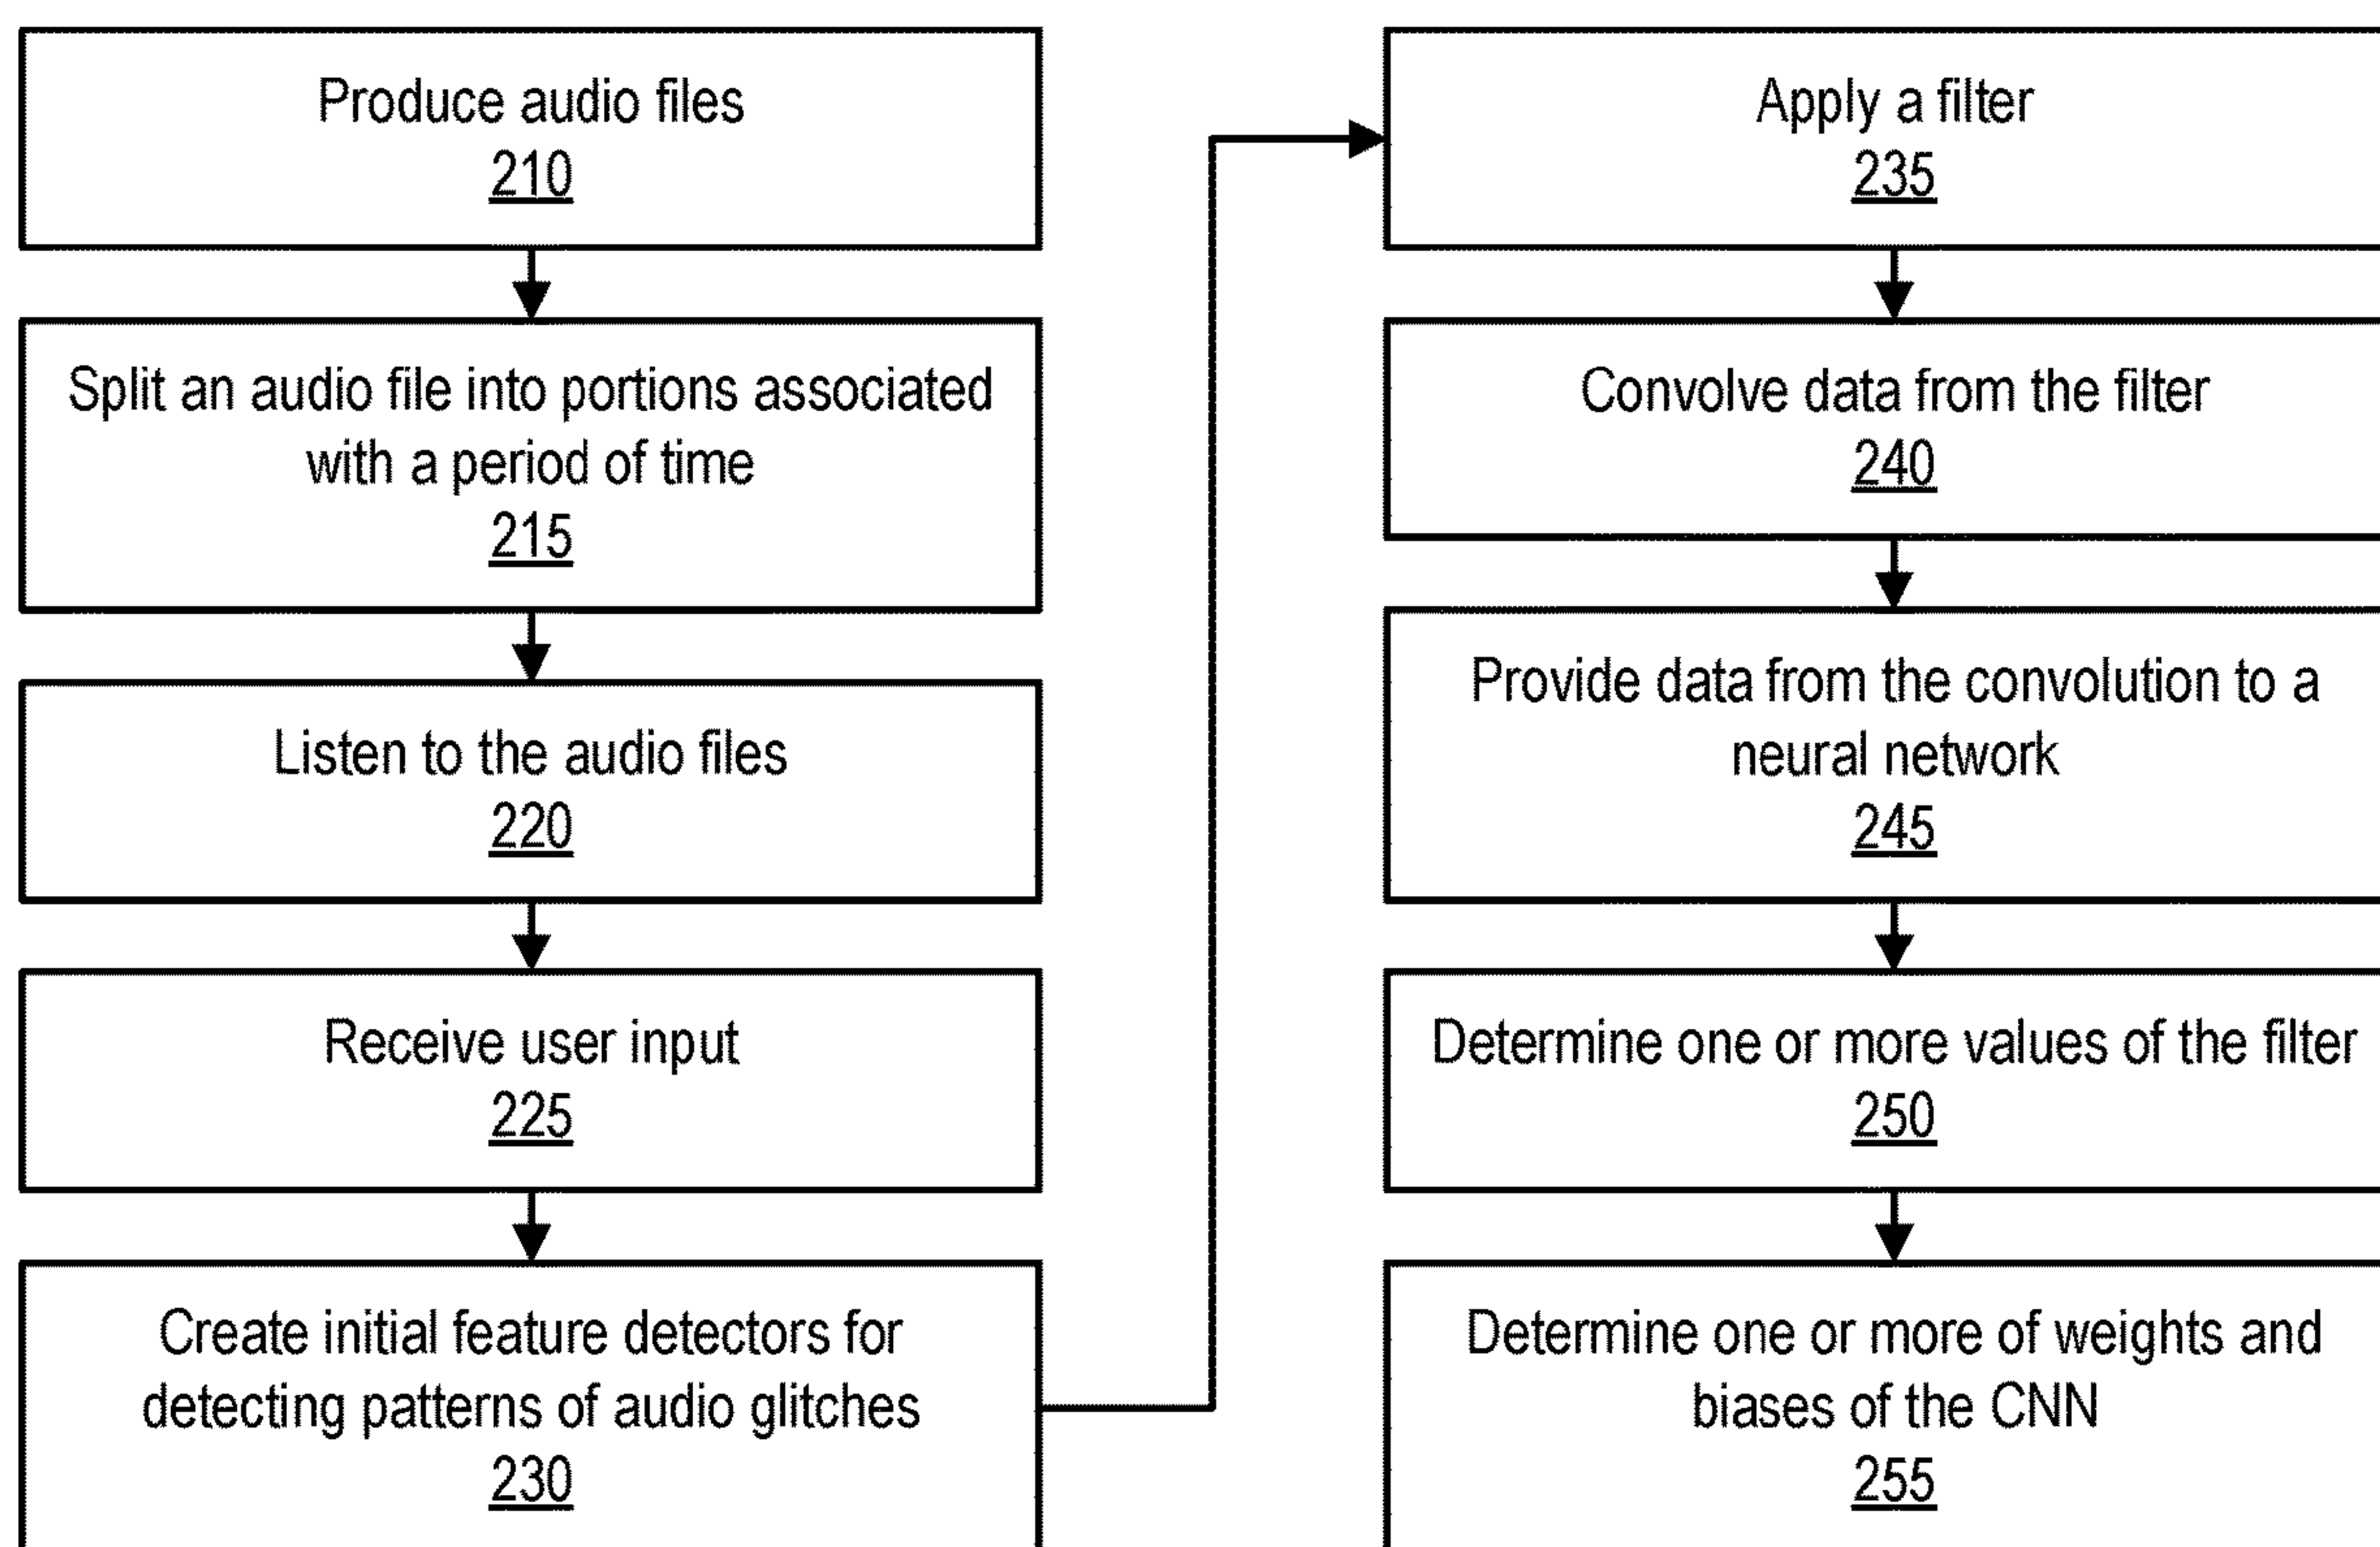 Produce audio files
210
Split an audio file into portions associated
with a period of time
215
Listen to the audio files
220
Receive user input
225
Create initial feature detectors for
detecting patterns of audio glitches
230
Apply a filter
235
Convolve data from the filter
240
Provide data from the convolution to a
neural network
245
Determine one or more values of the filter
250
Determine one or more of weights and
biases of the CNN
255